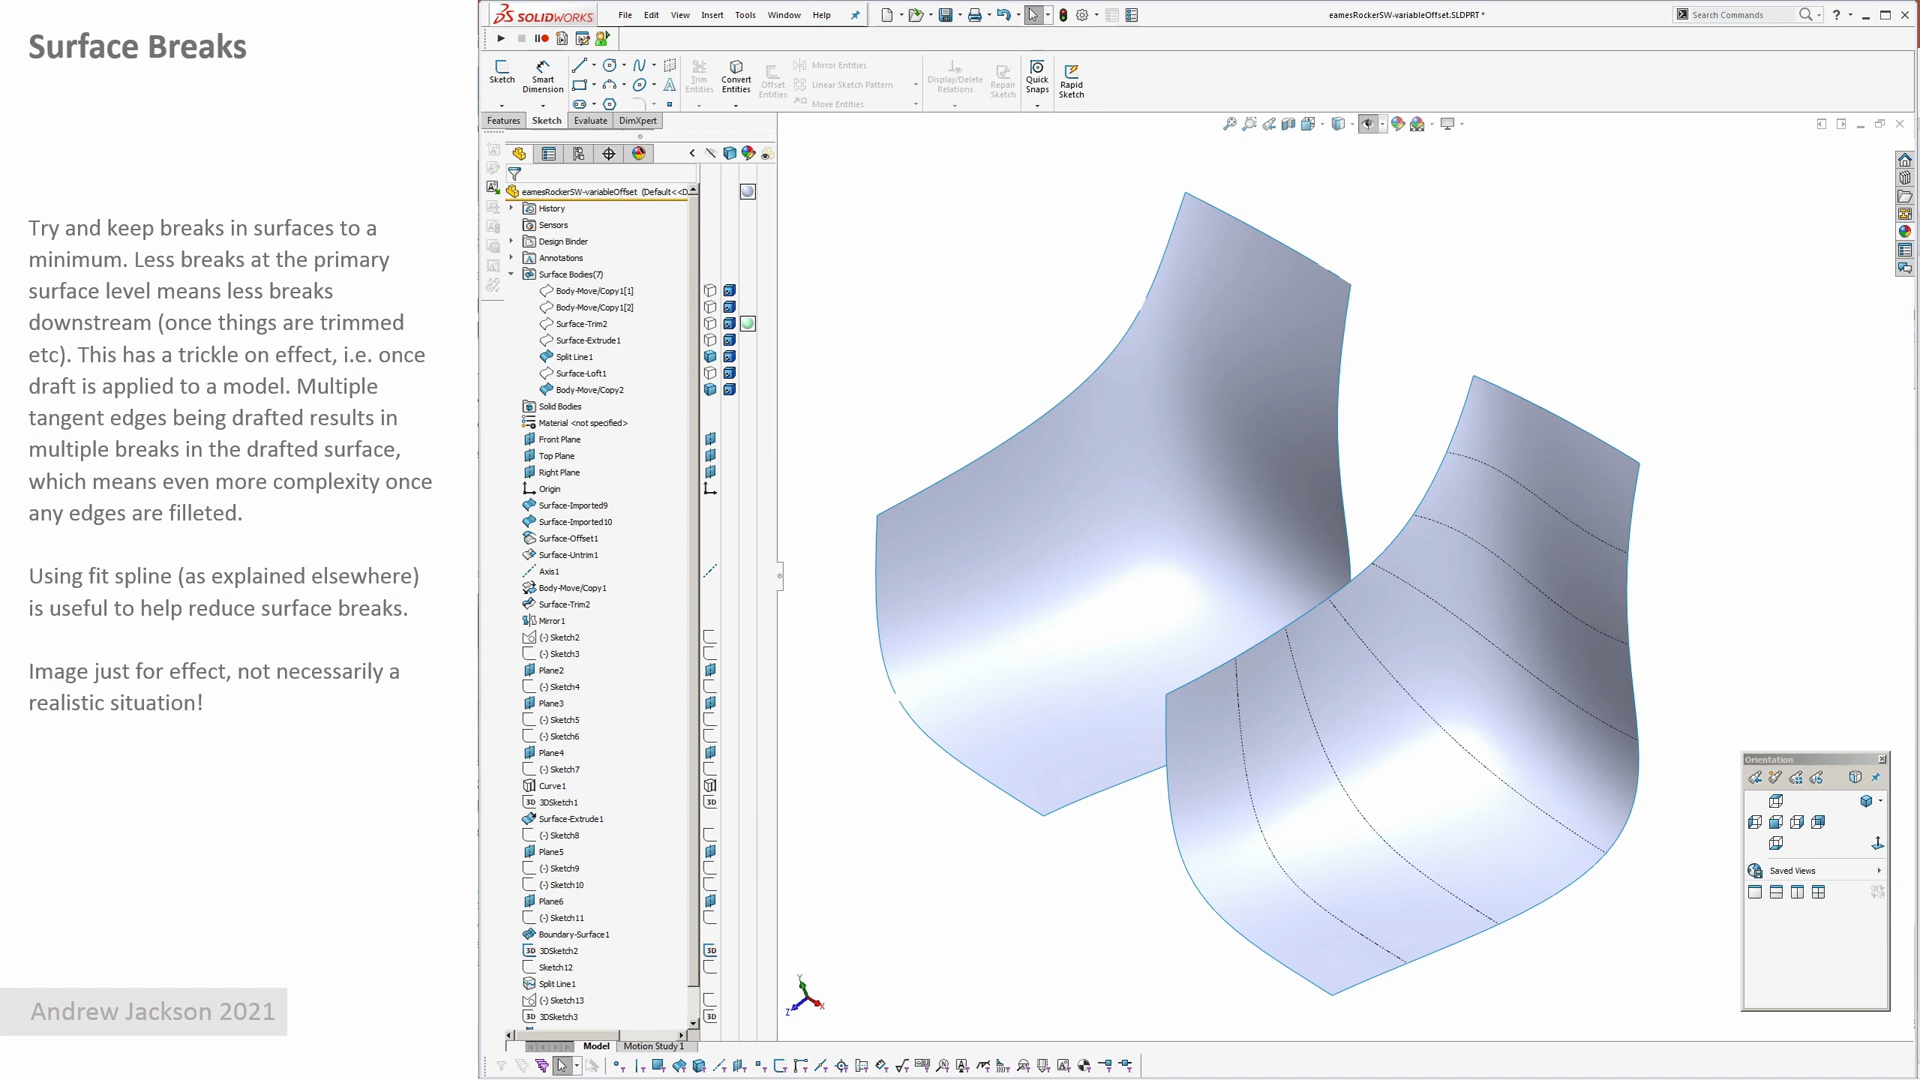 Surface Breaks
Try and keep breaks in surfaces to a
minimum. Less breaks at the primary
surface level means less breaks
downstream (once things are trimmed
etc). This has a trickle on effect, i.e. once
draft is applied to a model. Multiple
tangent edges being drafted results in
multiple breaks in the drafted surface,
which means even more complexity once
any edges are filleted.
Using fit spline (as explained elsewhere)
is useful to help reduce surface breaks.
Image just for effect, not necessarily a
realistic situation!
Andrew Jackson 2021
SOLIDWORKS
File Edit View Insert Tools Window Help
eamesRockerSW-variableOffset.SLDPRT *
Search Commands
Sketch
Smart
Dimension
Trim
Entities
Convert
Entities
Offset
Entities
Mirror Entities
Linear Sketch Pattern
Move Entities
Display/Delete
Relations
Repair
Sketch
Quick
Snaps
Rapid
Sketch
Features Sketch Evaluate DimXpert
eamesRockerSW-variableOffset (Default<<D
History
Sensors
Design Binder
Annotations
Surface Bodies(7)
Body-Move/Copy1[1]
Body-Move/Copy1[2]
Surface-Trim2
Surface-Extrude1
Split Line1
Surface-Loft1
Body-Move/Copy2
Solid Bodies
Material <not specified>
Front Plane
Top Plane
Right Plane
Origin
Surface-Imported9
Surface-Imported10
Surface-Offset1
Surface-Untrim1
Axis1
Body-Move/Copy1
Surface-Trim2
Mirror1
(-) Sketch2
(-) Sketch3
Plane2
(-) Sketch4
Plane3
(-) Sketch5
(-) Sketch6
Plane4
(-) Sketch7
Curve1
3D 3DSketch1 3D
Surface-Extrude1
(-) Sketch8
Plane5
(-) Sketch9
(-) Sketch10
Plane6
(-) Sketch11
Boundary-Surface1
3D 3DSketch2 3D
Sketch12
Split Line1
(-) Sketch13
3D 3DSketch3 3D
Model Motion Study 1
Y
Z
X
Orientation
Saved Views